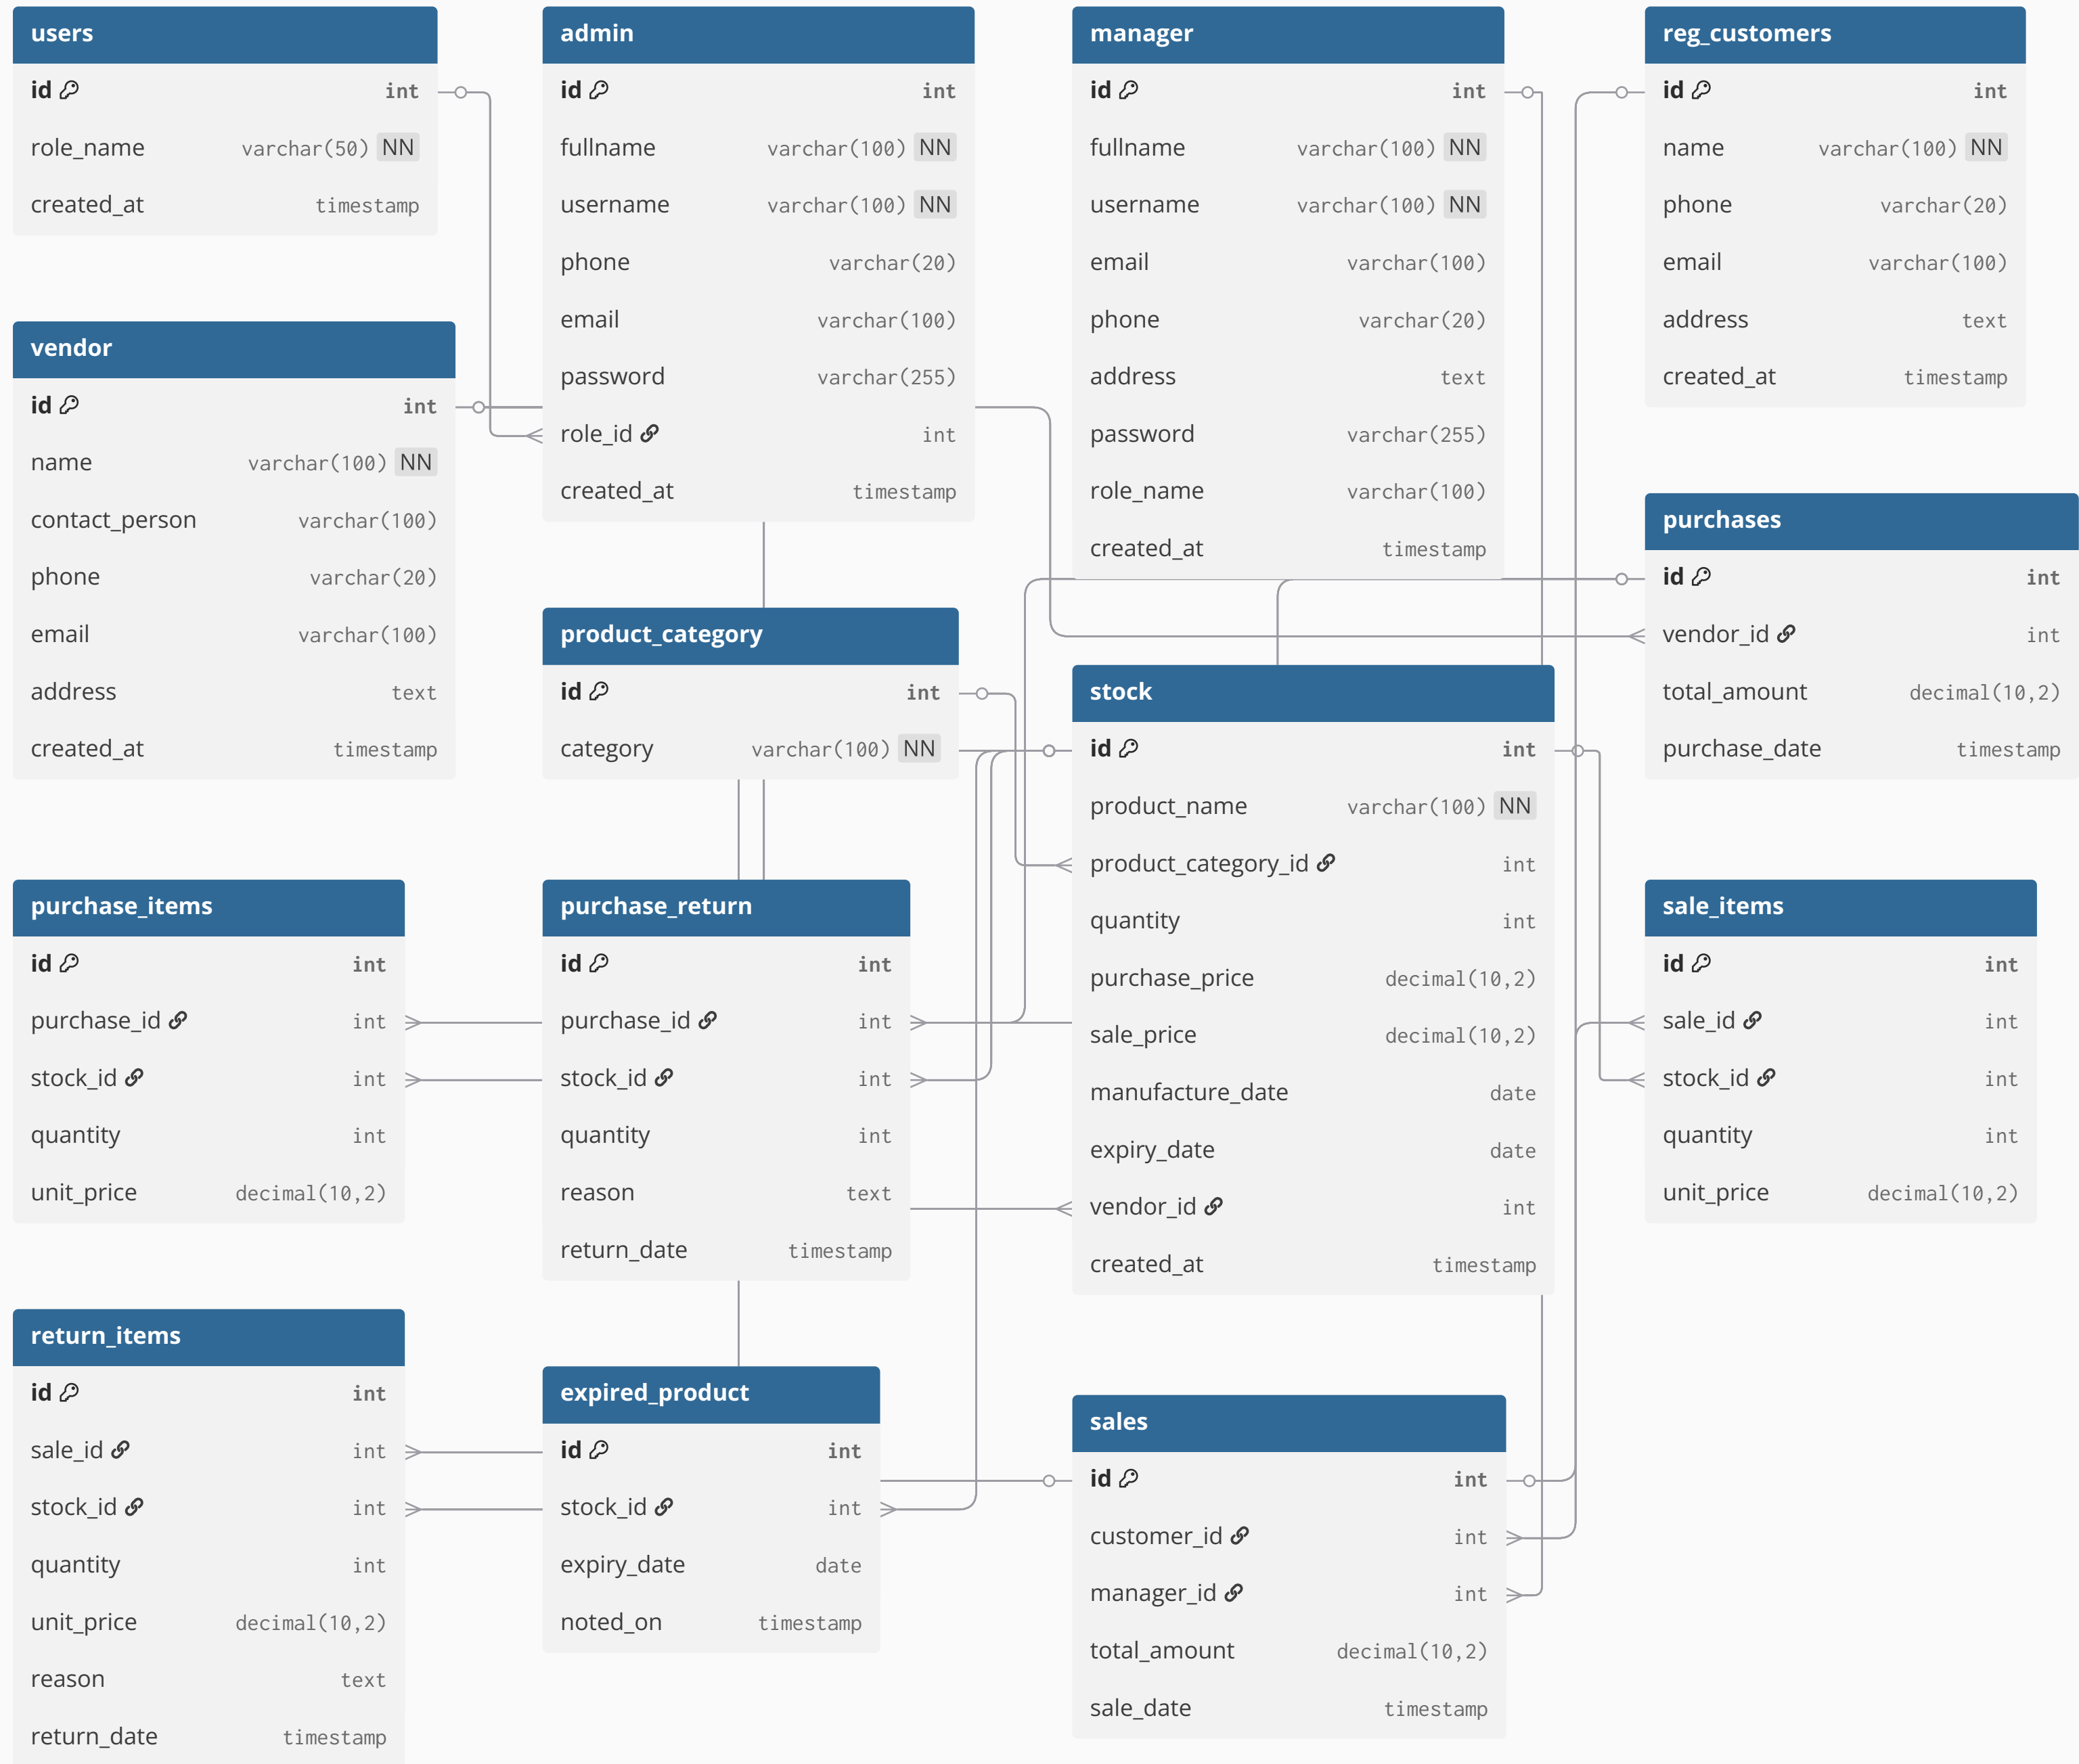 users
id int
role_name varchar(50) NN
created_at timestamp
admin
id int
fullname varchar(100) NN
username varchar(100) NN
phone varchar(20)
email varchar(100)
password varchar(255)
role_id int
created_at timestamp
manager
id int
fullname varchar(100) NN
username varchar(100) NN
email varchar(100)
phone varchar(20)
address text
password varchar(255)
role_name varchar(100)
created_at timestamp
reg_customers
id int
name varchar(100) NN
phone varchar(20)
email varchar(100)
address text
created_at timestamp
vendor
id int
name varchar(100) NN
contact_person varchar(100)
phone varchar(20)
email varchar(100)
address text
created_at timestamp
product_category
id int
category varchar(100) NN
stock
id int
product_name varchar(100) NN
product_category_id int
quantity int
purchase_price decimal(10,2)
sale_price decimal(10,2)
manufacture_date date
expiry_date date
vendor_id int
created_at timestamp
purchases
id int
vendor_id int
total_amount decimal(10,2)
purchase_date timestamp
purchase_items
id int
purchase_id int
stock_id int
quantity int
unit_price decimal(10,2)
purchase_return
id int
purchase_id int
stock_id int
quantity int
reason text
return_date timestamp
sale_items
id int
sale_id int
stock_id int
quantity int
unit_price decimal(10,2)
return_items
id int
sale_id int
stock_id int
quantity int
unit_price decimal(10,2)
reason text
return_date timestamp
expired_product
id int
stock_id int
expiry_date date
noted_on timestamp
sales
id int
customer_id int
manager_id int
total_amount decimal(10,2)
sale_date timestamp